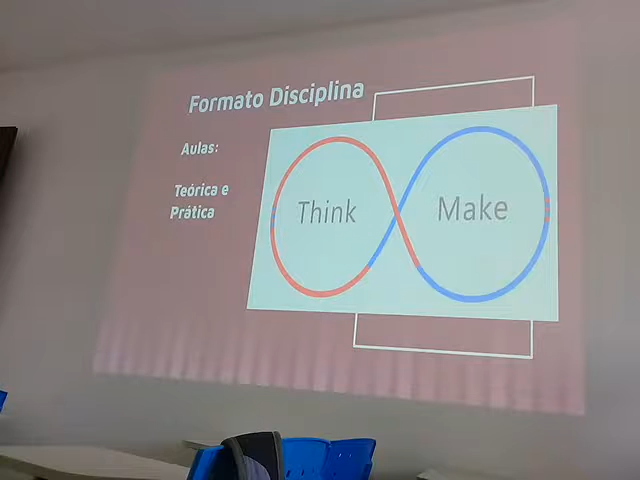 Formato Disciplina
Aulas:
Teórica e
Prática
Think
Make